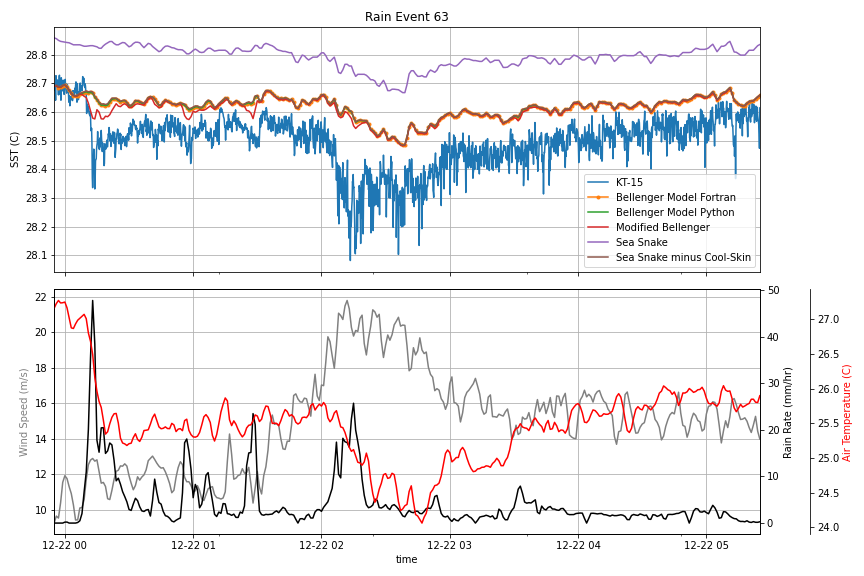 Rain Event 63
28.8
28.7
28.6
28.5
28.4
28.3
28.2
28.1
SST (C)
KT-15
Bellenger Model Fortran
Bellenger Model Python
Modified Bellenger
Sea Snake
Sea Snake minus Cool-Skin
22
20
18
16
14
12
10
Wind Speed (m/s)
50
40
30
20
10
0
Rain Rate (mm/hr)
27.0
26.5
26.0
25.5
25.0
24.5
24.0
Air Temperature (C)
12-22 00 12-22 01 12-22 02 12-22 03 12-22 04 12-22 05
time